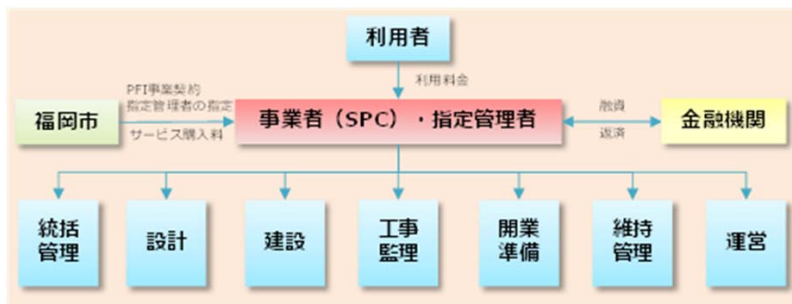 利用者
PFI事業契約
指定管理者の指定
利用料金
福岡市
事業者（SPC）・指定管理者
融資
金融機関
サービス購入料
返済
統括
管理
設計
建設
工事
監理
開業
準備
維持
管理
運営